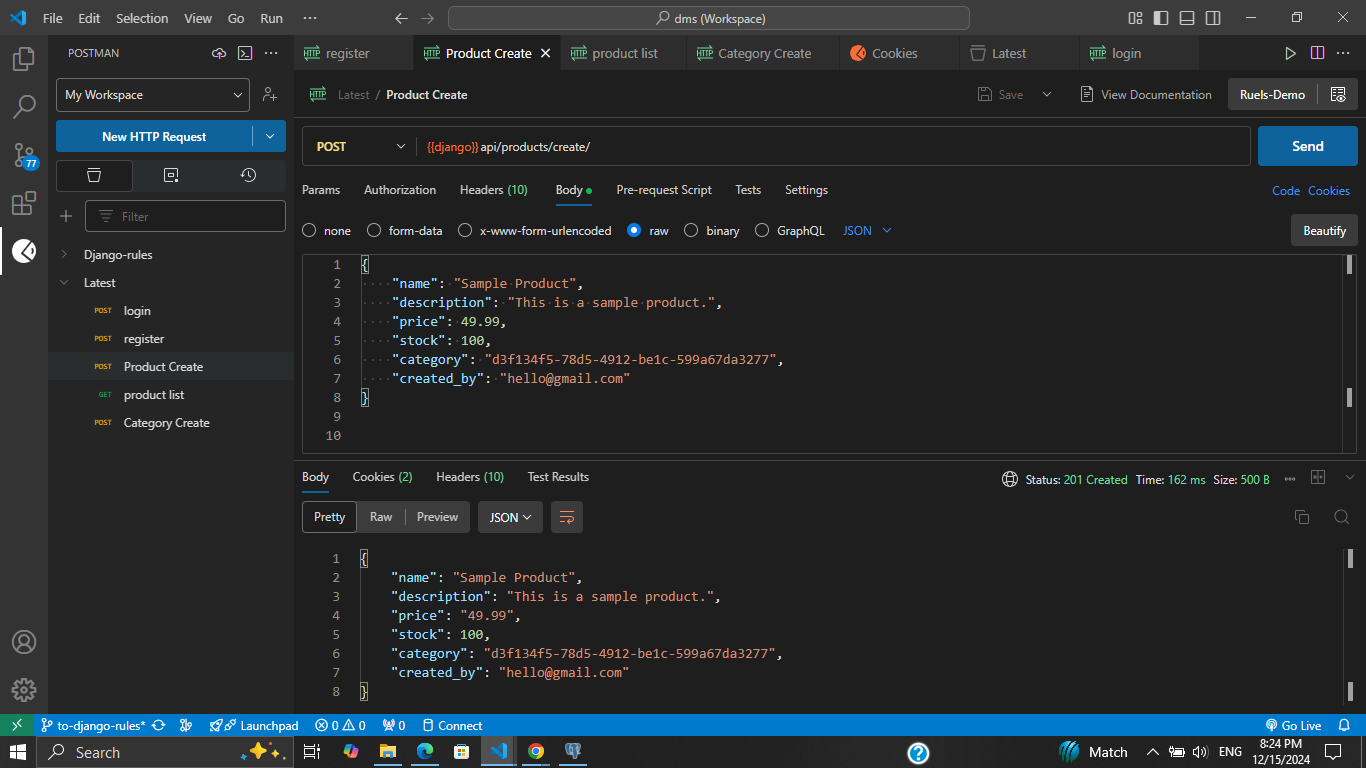 File Edit Selection View Go Run ··· dms (Workspace)
POSTMAN
register Product Create product list Category Create Cookies Latest login
My Workspace
Latest / Product Create
Save View Documentation Ruels-Demo
New HTTP Request
POST {{django}}api/products/create/ Send
77
Params Authorization Headers (10) Body Pre-request Script Tests Settings Code Cookies
Filter
none form-data x-www-form-urlencoded raw binary GraphQL JSON Beautify
Django-rules
Latest
POST login
POST register
POST Product Create
GET product list
POST Category Create
1 {
2 "name": "Sample Product",
3 "description": "This is a sample product.",
4 "price": 49.99,
5 "stock": 100,
6 "category": "d3f134f5-78d5-4912-be1c-599a67da3277",
7 "created_by": "hello@gmail.com"
8 }
9
10
Body Cookies (2) Headers (10) Test Results Status: 201 Created Time: 162 ms Size: 500 B
Pretty Raw Preview JSON
1 {
2 "name": "Sample Product",
3 "description": "This is a sample product.",
4 "price": "49.99",
5 "stock": 100,
6 "category": "d3f134f5-78d5-4912-be1c-599a67da3277",
7 "created_by": "hello@gmail.com"
8 }
to-django-rules* Launchpad 0 0 0 Connect Go Live
Search Match ENG 8:24 PM
12/15/2024